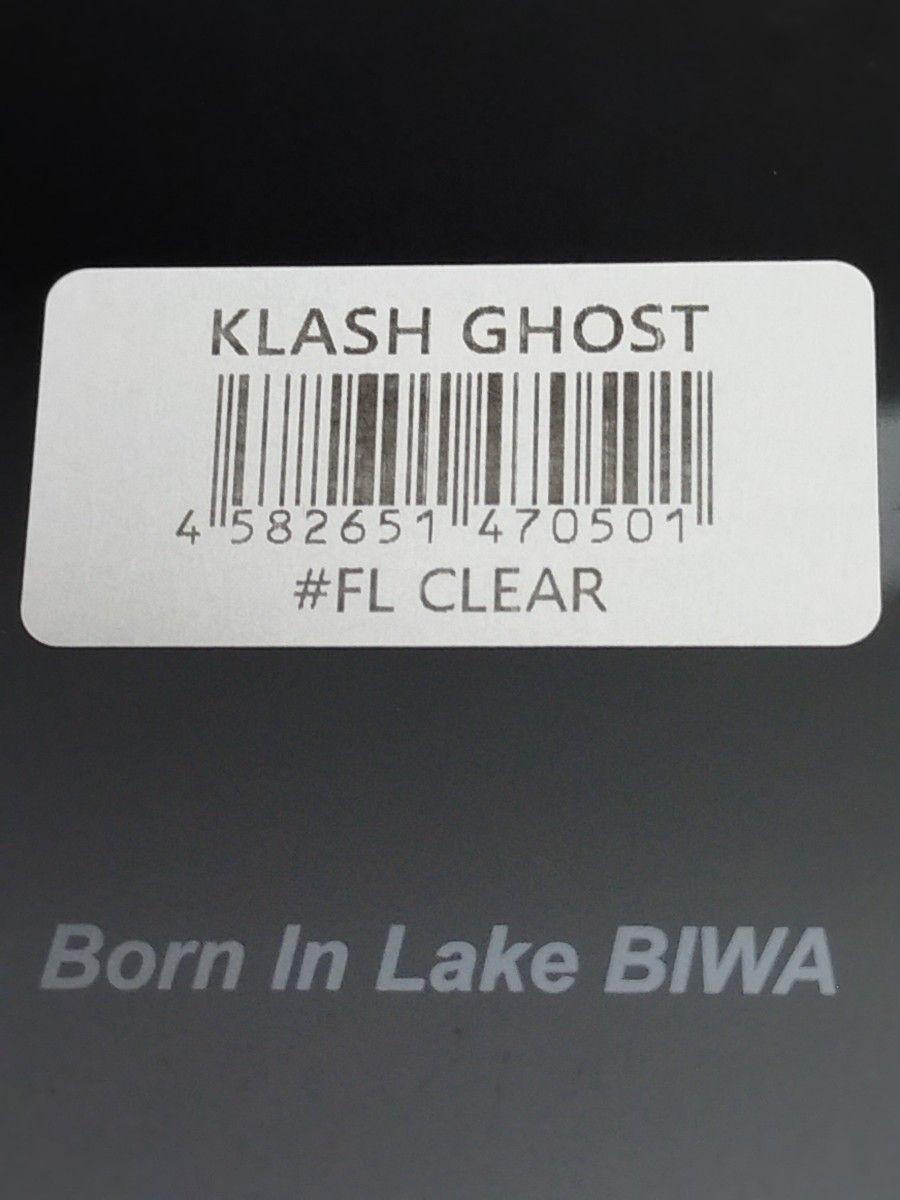 KLASH GHOST
4 582651 470501
#FL CLEAR
Born In Lake BIWA